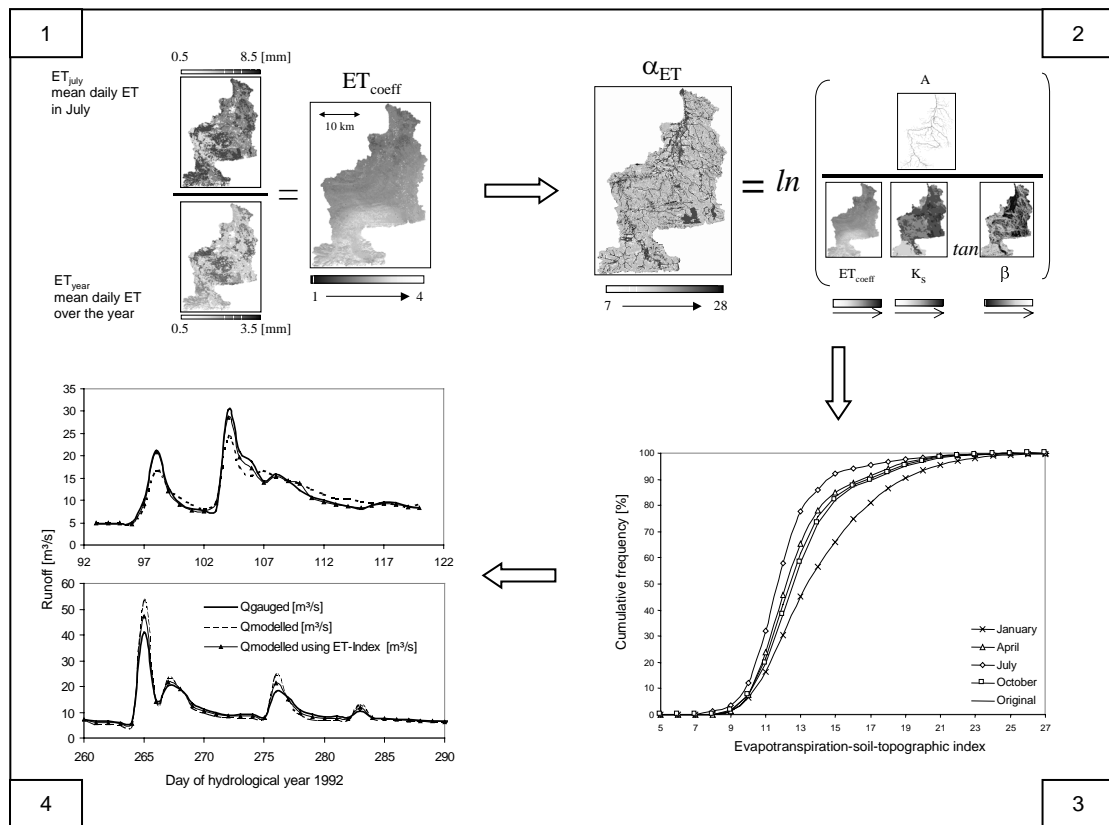 1
0.5 8.5 [mm]
ET_july
mean daily ET
in July
ET_year
mean daily ET
over the year
0.5 3.5 [mm]
=
ET_coeff
10 km
1 4
2
α_ET
7 28
= ln
A
ET_coeff K_S tan β
35
30
25
20
15
10
5
0
92 97 102 107 112 117 122
Runoff [m³/s]
60
50
40
30
20
10
0
Qgauged [m³/s]
Qmodelled [m³/s]
Qmodelled using ET-Index [m³/s]
260 265 270 275 280 285 290
Day of hydrological year 1992
4
Cumulative frequency [%]
100
90
80
70
60
50
40
30
20
10
0
January
April
July
October
Original
5 7 9 11 13 15 17 19 21 23 25 27
Evapotranspiration-soil-topographic index
3